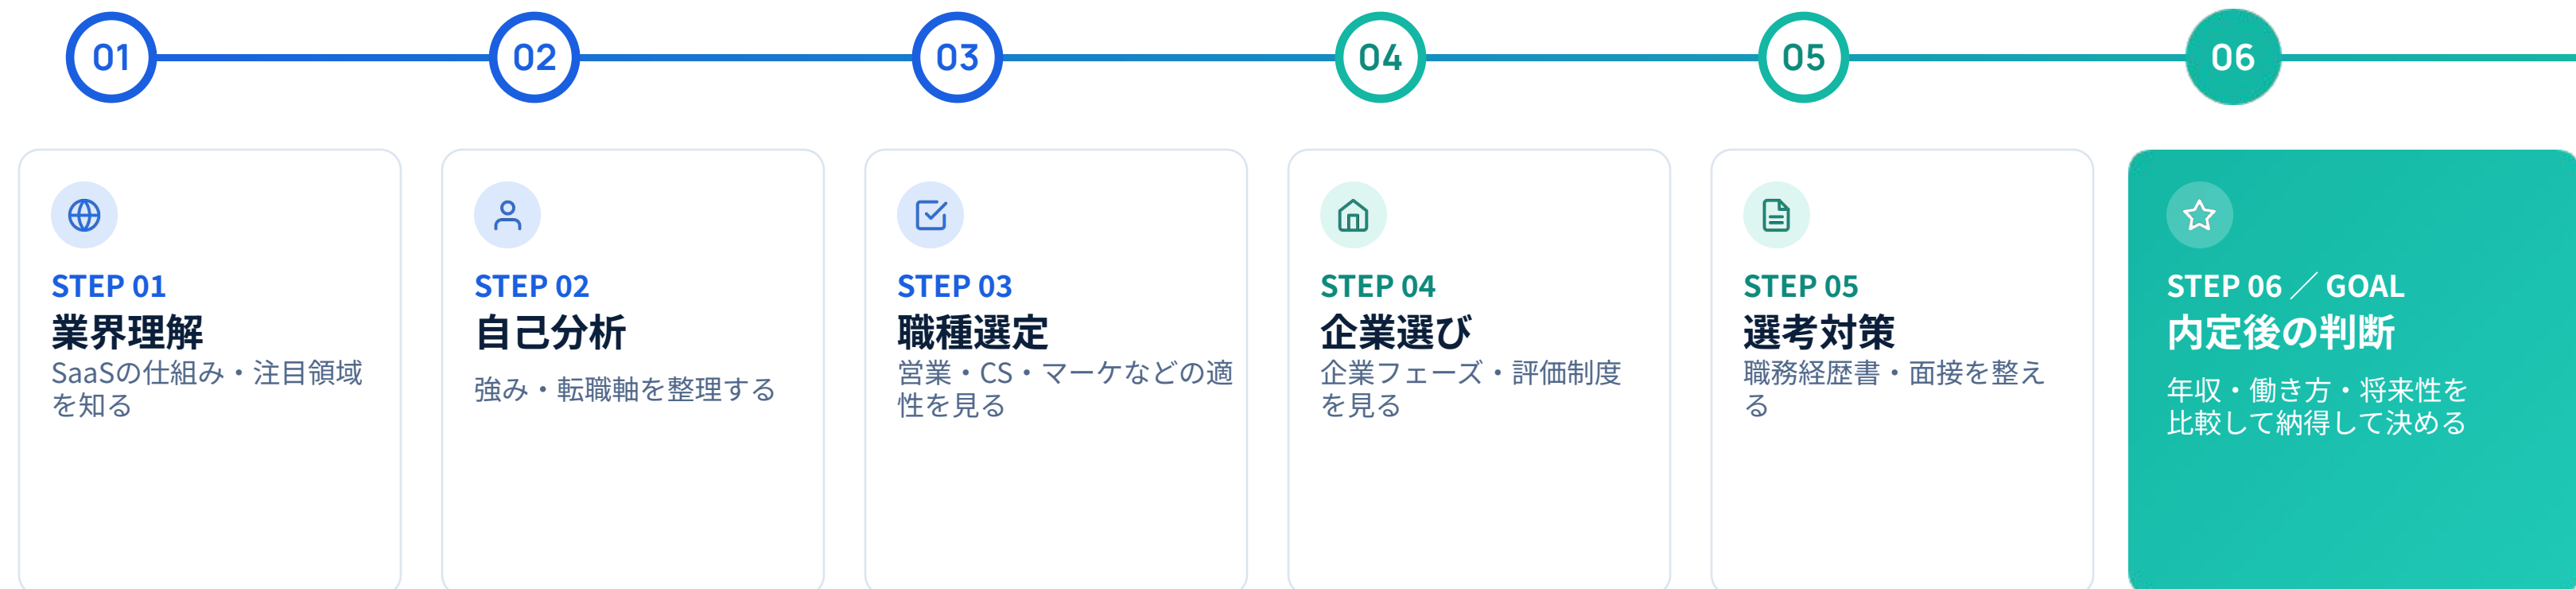 01
02
03
04
05
06
STEP 01
業界理解
SaaSの仕組み・注目領域
を知る
STEP 02
自己分析
強み・転職軸を整理する
STEP 03
職種選定
営業・CS・マーケなどの適
性を見る
STEP 04
企業選び
企業フェーズ・評価制度
を見る
STEP 05
選考対策
職務経歴書・面接を整え
る
STEP 06 ／ GOAL
内定後の判断
年収・働き方・将来性を
比較して納得して決める